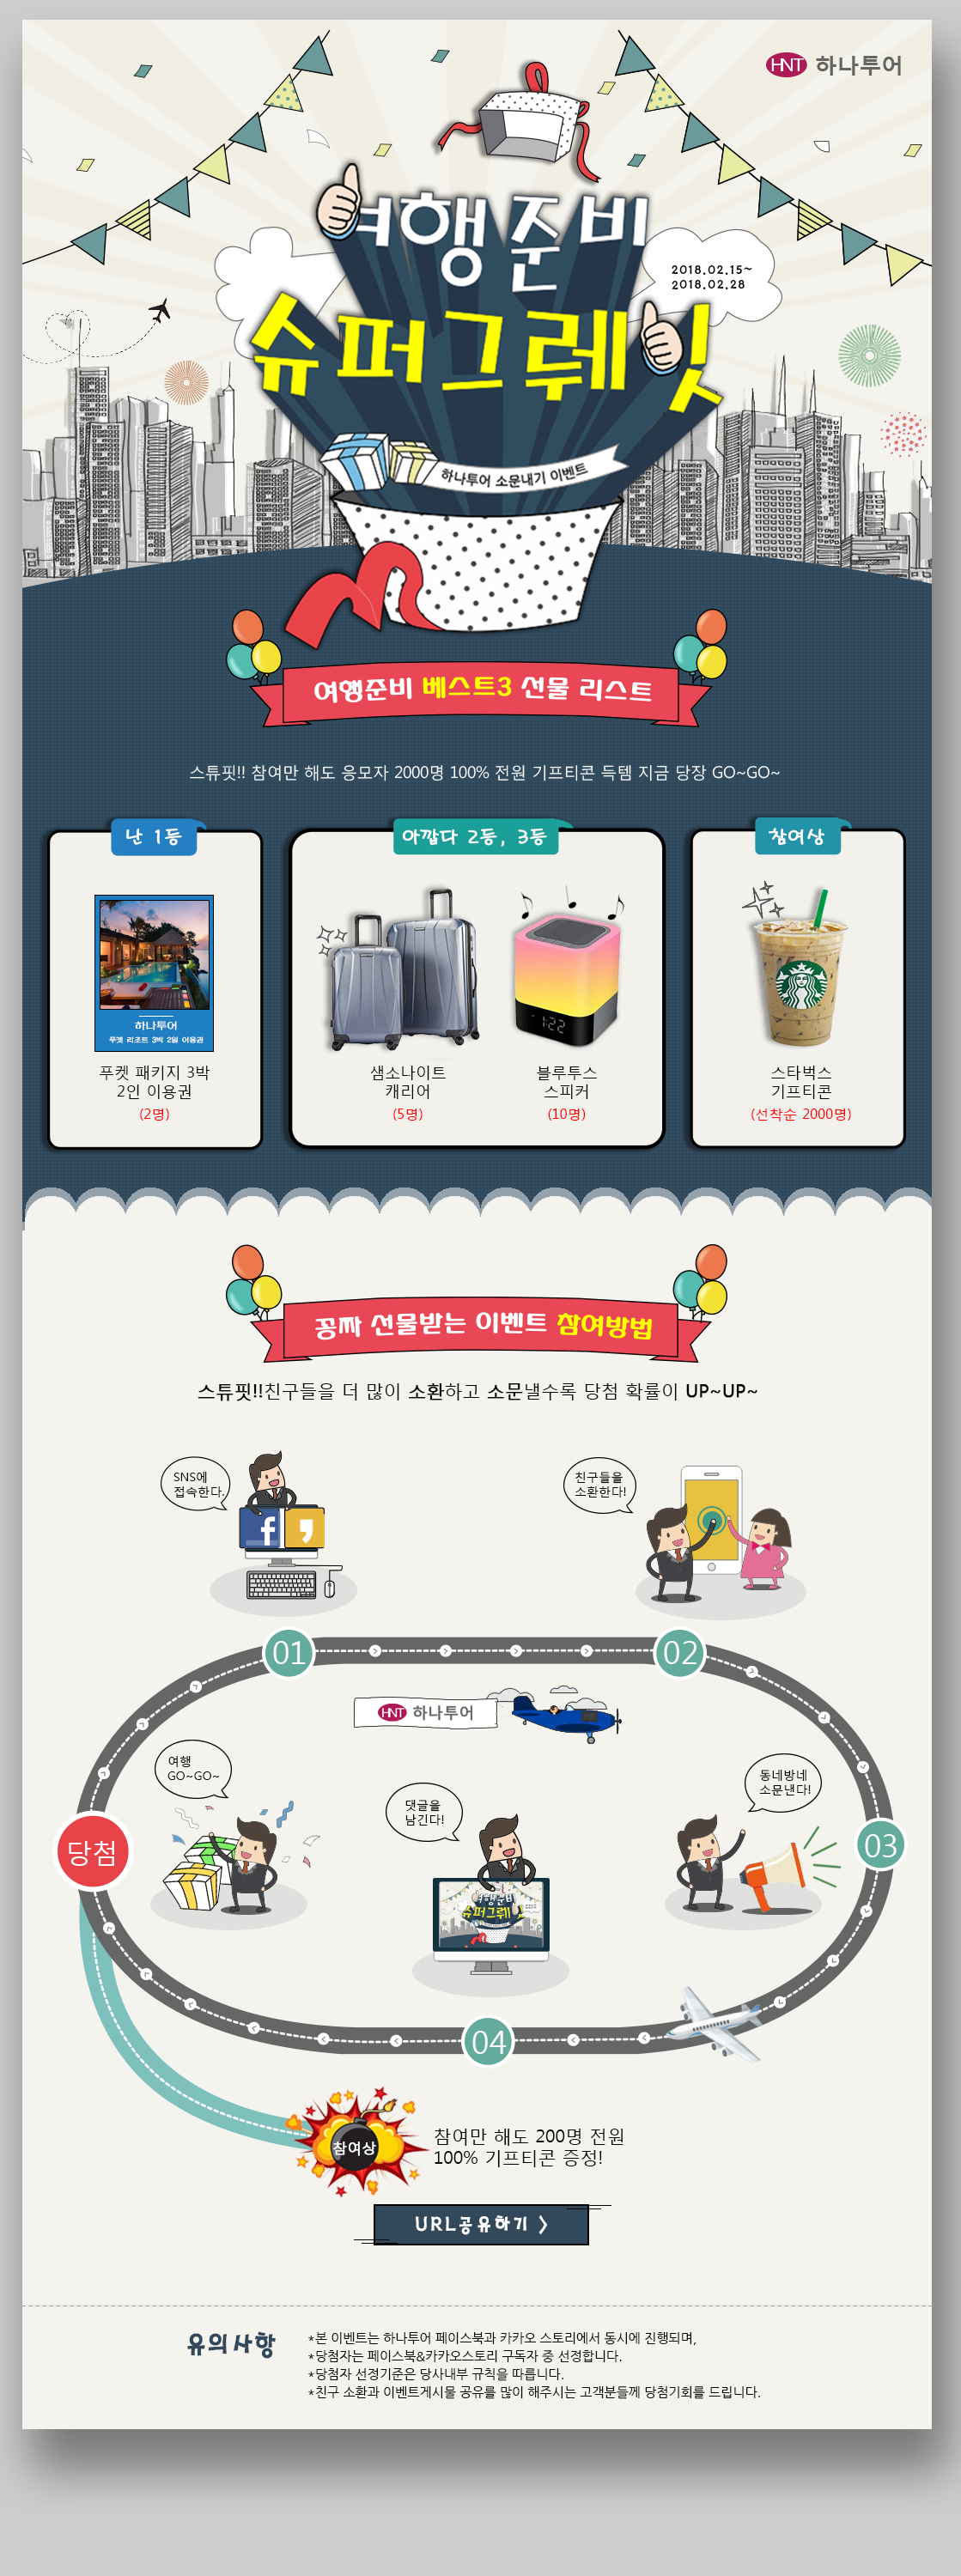 HNT 하나투어
여행준비
2018.02.15~
2018.02.28
슈퍼그뤠잇
하나투어 소문내기 이벤트
여행준비 베스트3 선물 리스트
스튜핏!! 참여만 해도 응모자 2000명 100% 전원 기프티콘 득템 지금 당장 GO~GO~
난 1등
하나투어
푸켓 리조트 3박 2일 이용권
푸켓 패키지 3박
2인 이용권
(2명)
아깝다 2등, 3등
1:22
샘소나이트
캐리어
(5명)
블루투스
스피커
(10명)
참여상
스타벅스
기프티콘
(선착순 2000명)
꽁짜 선물받는 이벤트 참여방법
스튜핏!!친구들을 더 많이 소환하고 소문낼수록 당첨 확률이 UP~UP~
SNS에
접속한다.
f
친구들을
소환한다!
01
02
HNT 하나투어
여행
GO~GO~
댓글을
남긴다!
동네방네
소문낸다!
당첨
03
여행준비
슈퍼그뤠잇
04
참여상
참여만 해도 200명 전원
100% 기프티콘 증정!
URL공유하기 >
유의사항
*본 이벤트는 하나투어 페이스북과 카카오 스토리에서 동시에 진행되며,
*당첨자는 페이스북&카카오스토리 구독자 중 선정합니다.
*당첨자 선정기준은 당사내부 규칙을 따릅니다.
*친구 소환과 이벤트게시물 공유를 많이 해주시는 고객분들께 당첨기회를 드립니다.